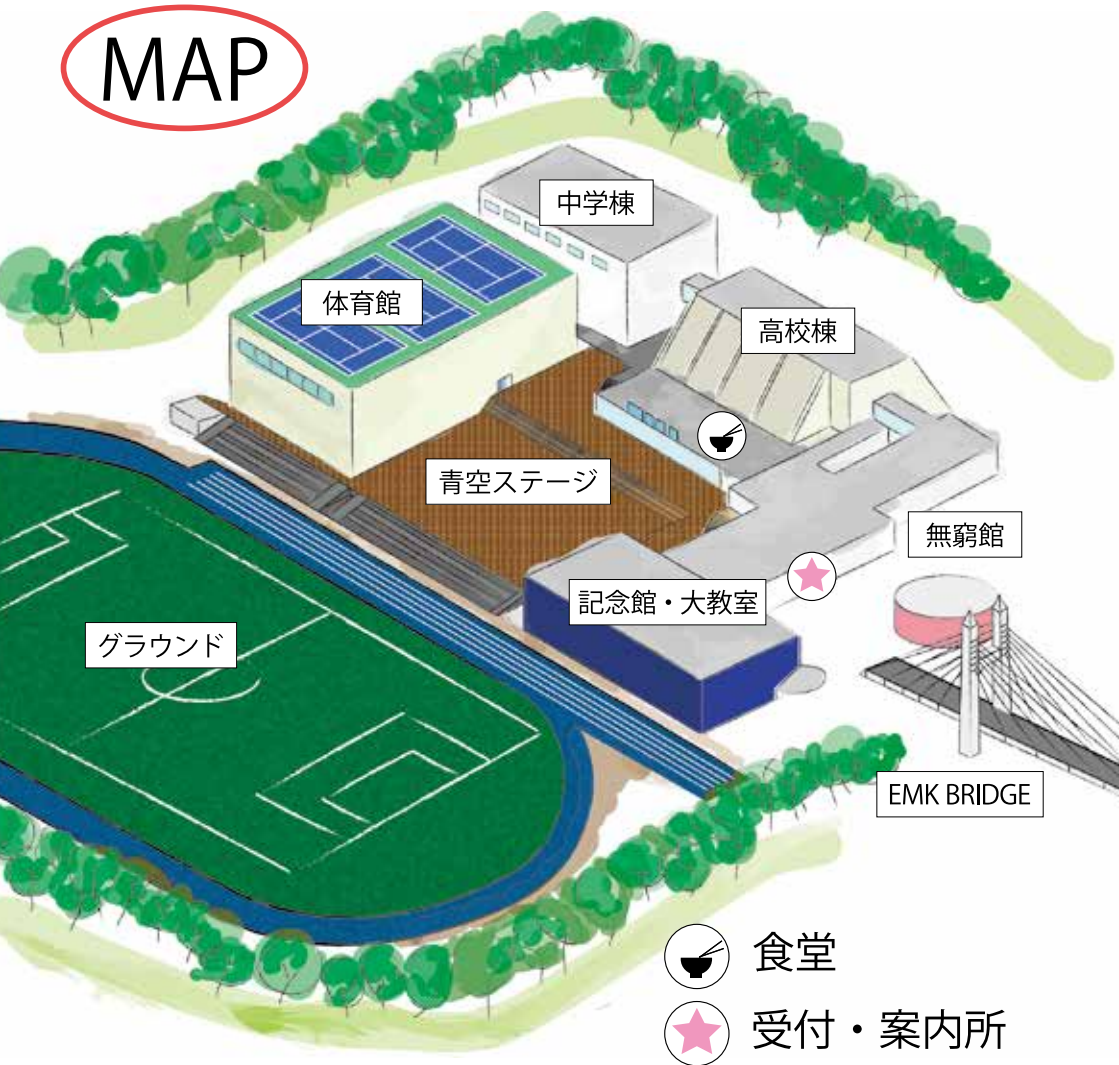 MAP
中学棟
体育館
高校棟
青空ステージ
無窮館
記念館・大教室
グラウンド
EMK BRIDGE
食堂
受付・案内所